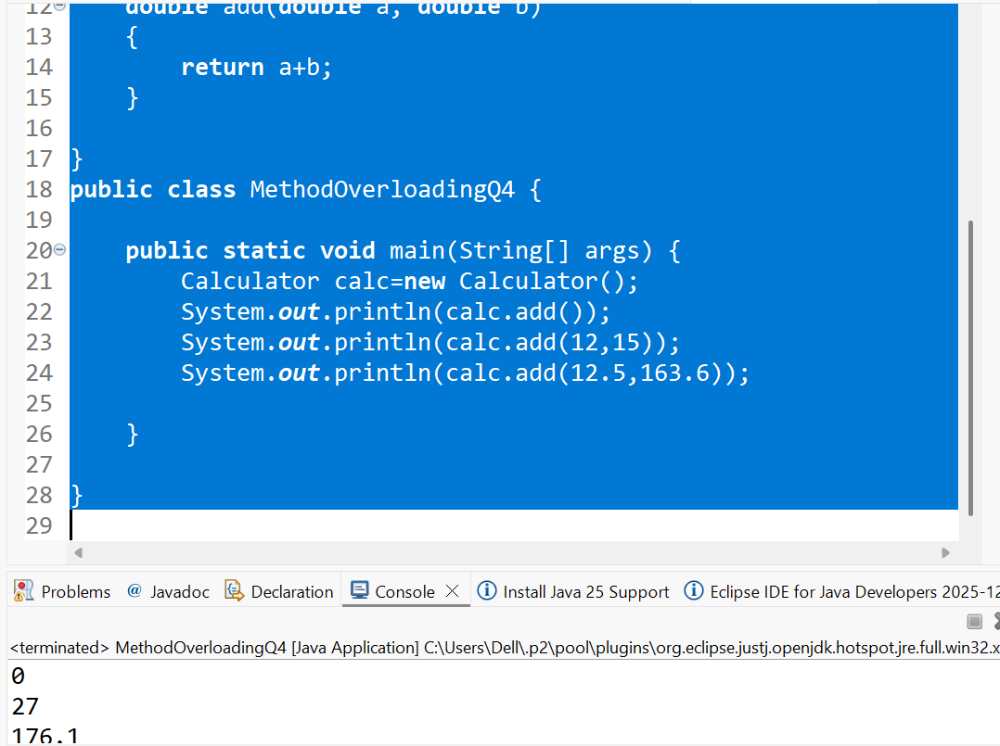 12 double add(double a, double b)
13 {
14 return a+b;
15 }
16
17 }
18 public class MethodOverloadingQ4 {
19
20 public static void main(String[] args) {
21 Calculator calc=new Calculator();
22 System.out.println(calc.add());
23 System.out.println(calc.add(12,15));
24 System.out.println(calc.add(12.5,163.6));
25
26 }
27
28 }
29
Problems @ Javadoc Declaration Console Install Java 25 Support Eclipse IDE for Java Developers 2025-12
<terminated> MethodOverloadingQ4 [Java Application] C:\Users\Dell\.p2\pool\plugins\org.eclipse.justj.openjdk.hotspot.jre.full.win32.x
0
27
176.1